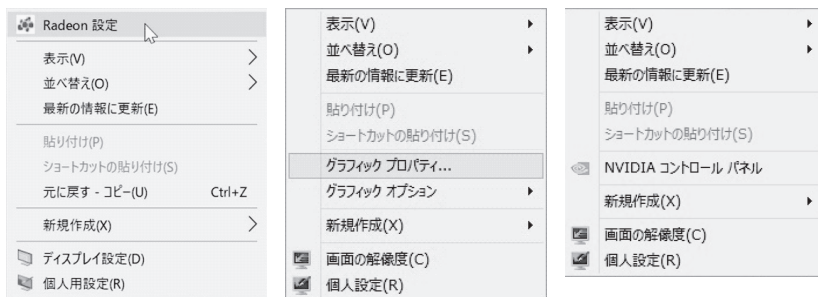 Radeon 設定
表示(V)
並べ替え(O)
最新の情報に更新(E)
貼り付け(P)
ショートカットの貼り付け(S)
元に戻す - コピー(U) Ctrl+Z
新規作成(X)
ディスプレイ設定(D)
個人用設定(R)
表示(V)
並べ替え(O)
最新の情報に更新(E)
貼り付け(P)
ショートカットの貼り付け(S)
グラフィック プロパティ...
グラフィック オプション
新規作成(X)
画面の解像度(C)
個人設定(R)
表示(V)
並べ替え(O)
最新の情報に更新(E)
貼り付け(P)
ショートカットの貼り付け(S)
NVIDIA コントロール パネル
新規作成(X)
画面の解像度(C)
個人設定(R)